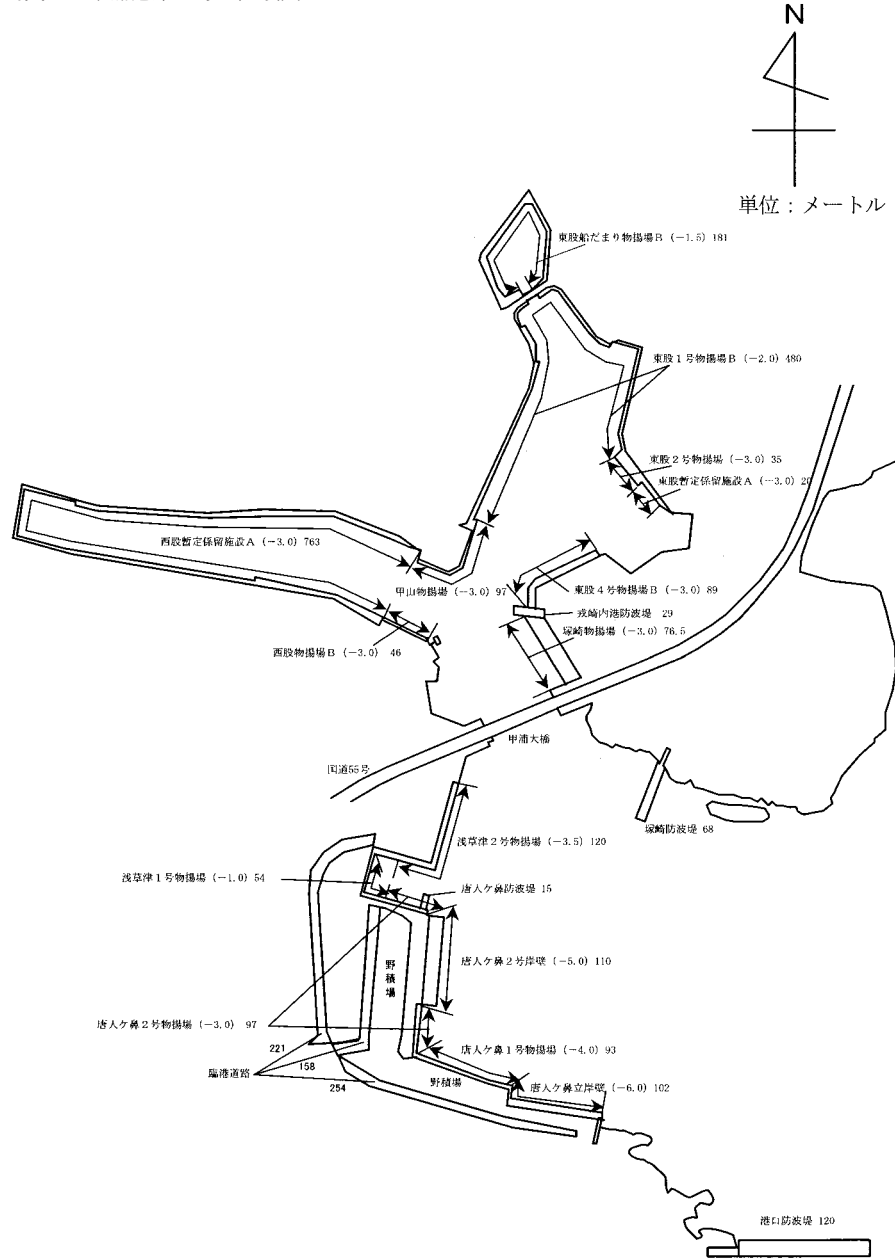 N
単位：メートル
東股船だまり物揚場B（−1.5）181
東股1号物揚場B（−2.0）480
東股2号物揚場（−3.0）35
東股暫定係留施設A（−3.0）20
西股暫定係留施設A（−3.0）763
甲山物揚場（−3.0）97
東股4号物揚場B（−3.0）89
戎崎内港防波堤 29
塚崎物揚場（−3.0）76.5
西股物揚場B（−3.0）46
甲浦大橋
国道55号
塚崎防波堤 68
浅草津2号物揚場（−3.5）120
浅草津1号物揚場（−1.0）54
唐人ケ鼻防波堤 15
唐人ケ鼻2号岸壁（−5.0）110
野積場
唐人ケ鼻2号物揚場（−3.0）97
唐人ケ鼻1号物揚場（−4.0）93
221
臨港道路
158
254
野積場
唐人ケ鼻立岸壁（−6.0）102
港口防波堤 120